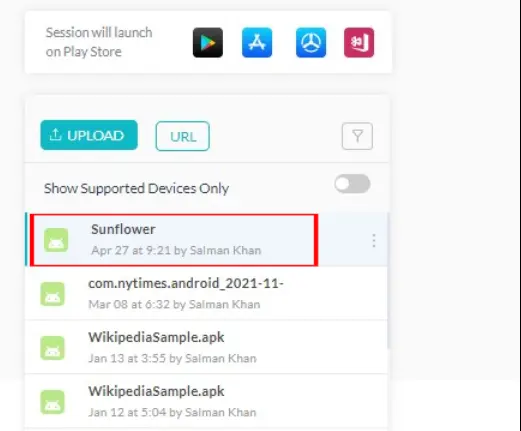 Session will launch
on Play Store
UPLOAD
URL
Show Supported Devices Only
Sunflower
Apr 27 at 9:21 by Salman Khan
com.nytimes.android_2021-11-
Mar 08 at 6:32 by Salman Khan
WikipediaSample.apk
Jan 13 at 3:55 by Salman Khan
WikipediaSample.apk
Jan 12 at 5:04 by Salman Khan